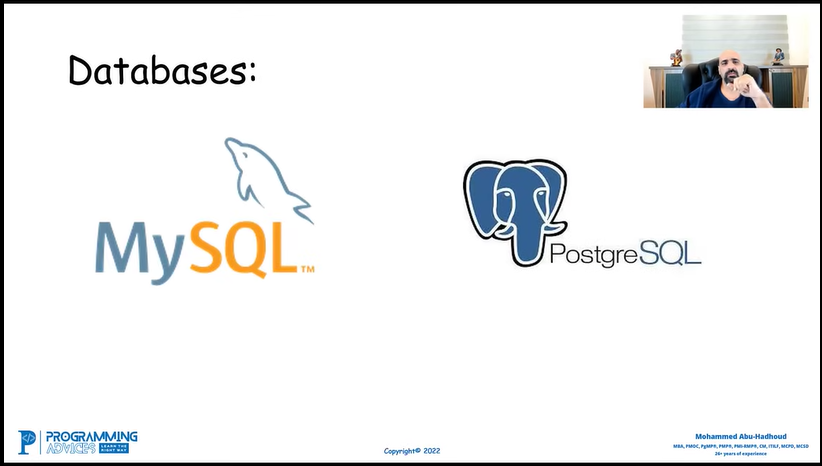 Databases:
MySQL™
PostgreSQL
PROGRAMMING
ADVICES LEARN THE RIGHT WAY
Copyright© 2022
Mohammed Abu-Hadhoud
MBA, PMOC, PgMP®, PMP®, PMI-RMP®, CM, ITILF, MCPD, MCSD
26+ years of experience